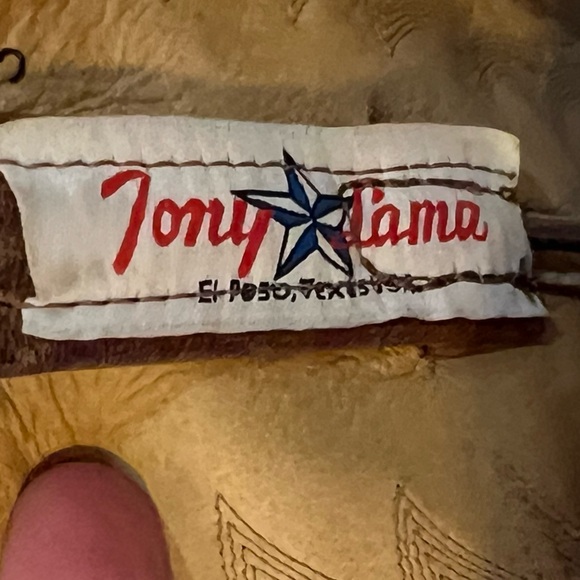 Tony Lama
El Paso, Texas